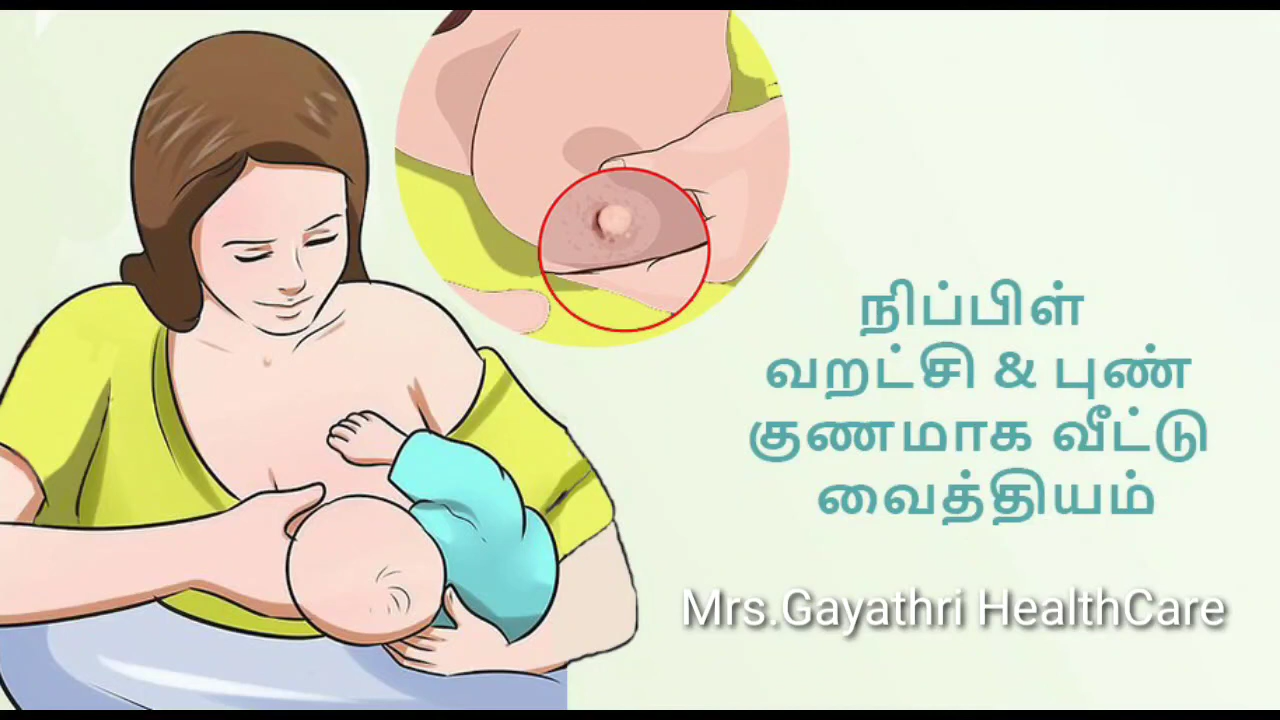 நிப்பிள்
வறட்சி & புண்
குணமாக வீட்டு
வைத்தியம்
Mrs.Gayathri HealthCare